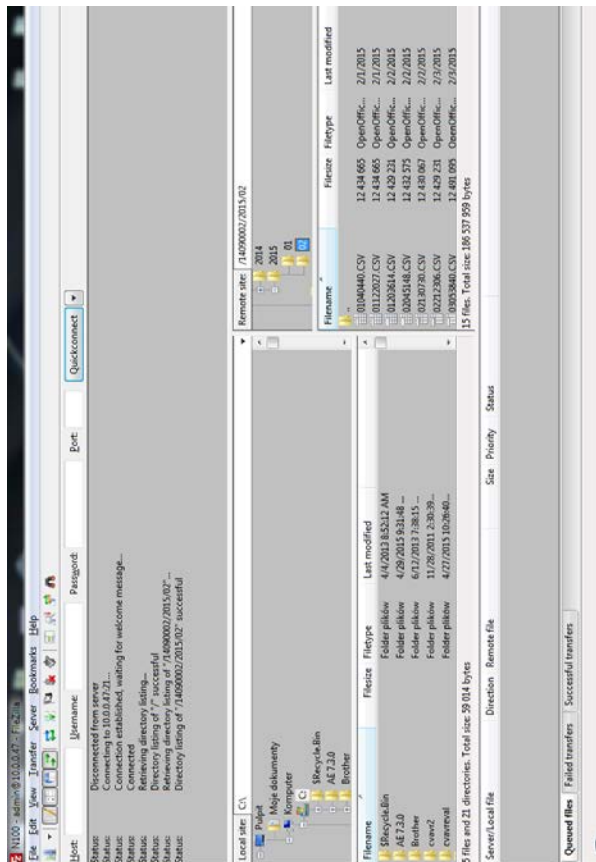 N100 - admin@10.0.0.47 - FileZilla
File Edit View Transfer Server Bookmarks Help
Host: Username: Password: Port: Quickconnect
Status: Disconnected from server
Status: Connecting to 10.0.0.47:21...
Status: Connection established, waiting for welcome message...
Status: Connected
Status: Retrieving directory listing...
Status: Directory listing of "/" successful
Status: Retrieving directory listing of "/14090002/2015/02"...
Status: Directory listing of "/14090002/2015/02" successful
Local site: C:\
Pulpit
Moje dokumenty
Komputer
C:
$Recycle.Bin
AE 7.3.0
Brother
Filename Filesize Filetype Last modified
$Recycle.Bin Folder plików 4/4/2013 8:52:12 AM
AE 7.3.0 Folder plików 4/29/2015 9:31:48 ...
Brother Folder plików 6/12/2013 7:38:15 ...
cvavr2 Folder plików 11/28/2011 2:30:39...
cvavreval Folder plików 4/27/2015 10:26:40...
5 files and 21 directories. Total size: 59 014 bytes
Remote site: /14090002/2015/02
2014
2015
01
02
Filename Filesize Filetype Last modified
..
01040440.CSV 12 434 665 OpenOffic... 2/1/2015
01122027.CSV 12 434 665 OpenOffic... 2/1/2015
01203614.CSV 12 429 231 OpenOffic... 2/2/2015
02045148.CSV 12 432 575 OpenOffic... 2/2/2015
02130730.CSV 12 430 067 OpenOffic... 2/2/2015
02212306.CSV 12 429 231 OpenOffic... 2/3/2015
03053840.CSV 12 491 095 OpenOffic... 2/3/2015
15 files. Total size: 186 537 959 bytes
Server/Local file Direction Remote file Size Priority Status
Queued files Failed transfers Successful transfers